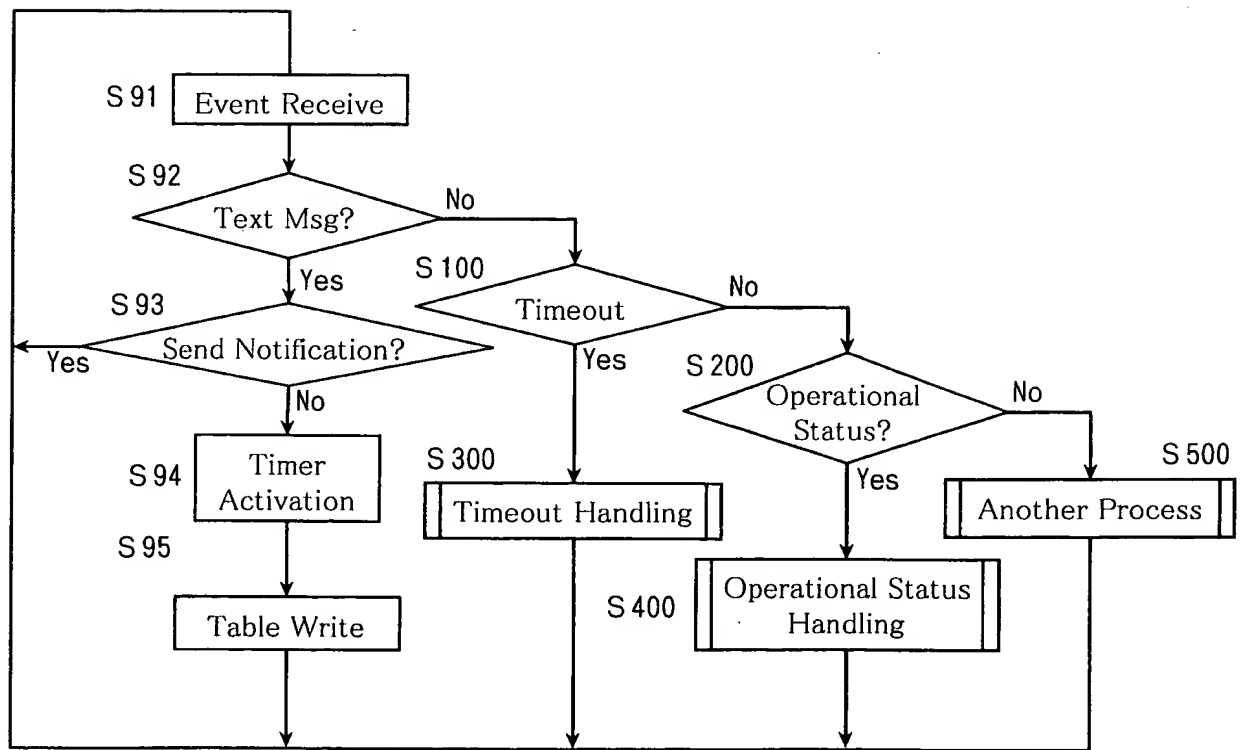 S 91
Event Receive
S 92
Text Msg?
No
Yes
S 100
Timeout
No
Yes
S 93
Send Notification?
Yes
No
S 200
Operational
Status?
No
Yes
S 94
Timer
Activation
S 300
Timeout Handling
S 500
Another Process
S 95
Table Write
S 400
Operational Status
Handling